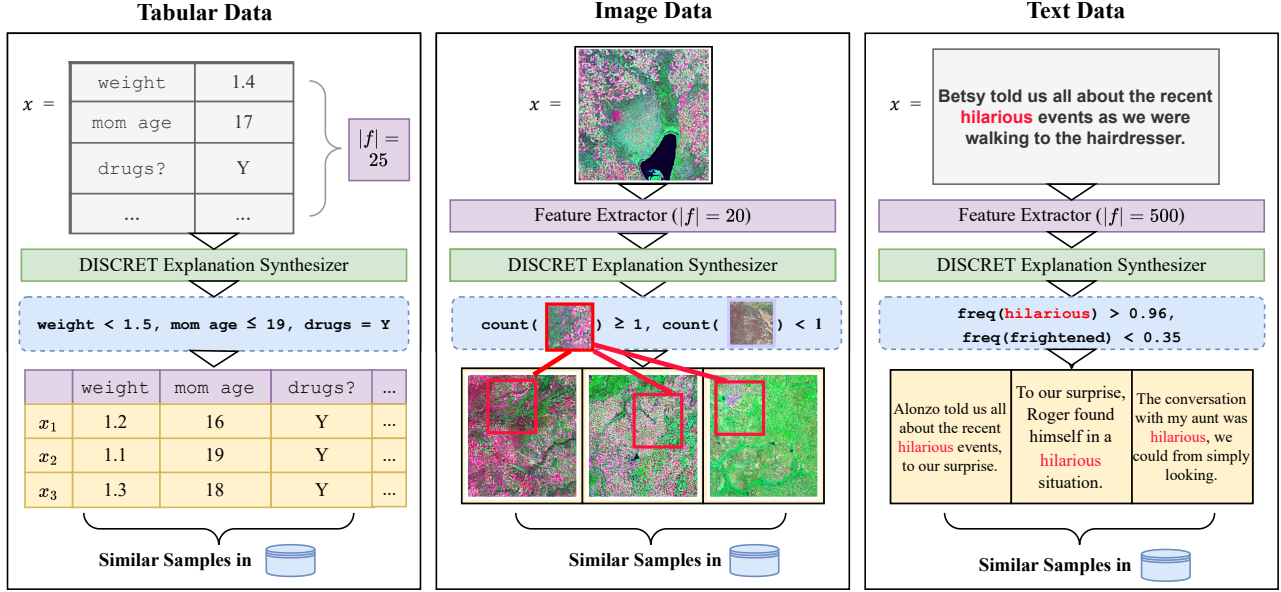 Tabular Data
x =
weight 1.4
mom age 17
drugs? Y
... ...
|f| =
25
DISCRET Explanation Synthesizer
weight < 1.5, mom age ≤ 19, drugs = Y
weight mom age drugs? ...
x₁ 1.2 16 Y ...
x₂ 1.1 19 Y ...
x₃ 1.3 18 Y ...
Similar Samples in
Image Data
x =
Feature Extractor (|f| = 20)
DISCRET Explanation Synthesizer
count( ) ≥ 1, count( ) < 1
Similar Samples in
Text Data
x =
Betsy told us all about the recent
hilarious events as we were
walking to the hairdresser.
Feature Extractor (|f| = 500)
DISCRET Explanation Synthesizer
freq(hilarious) > 0.96,
freq(frightened) < 0.35
Alonzo told us all
about the recent
hilarious events,
to our surprise.
To our surprise,
Roger found
himself in a
hilarious
situation.
The conversation
with my aunt was
hilarious, we
could from simply
looking.
Similar Samples in